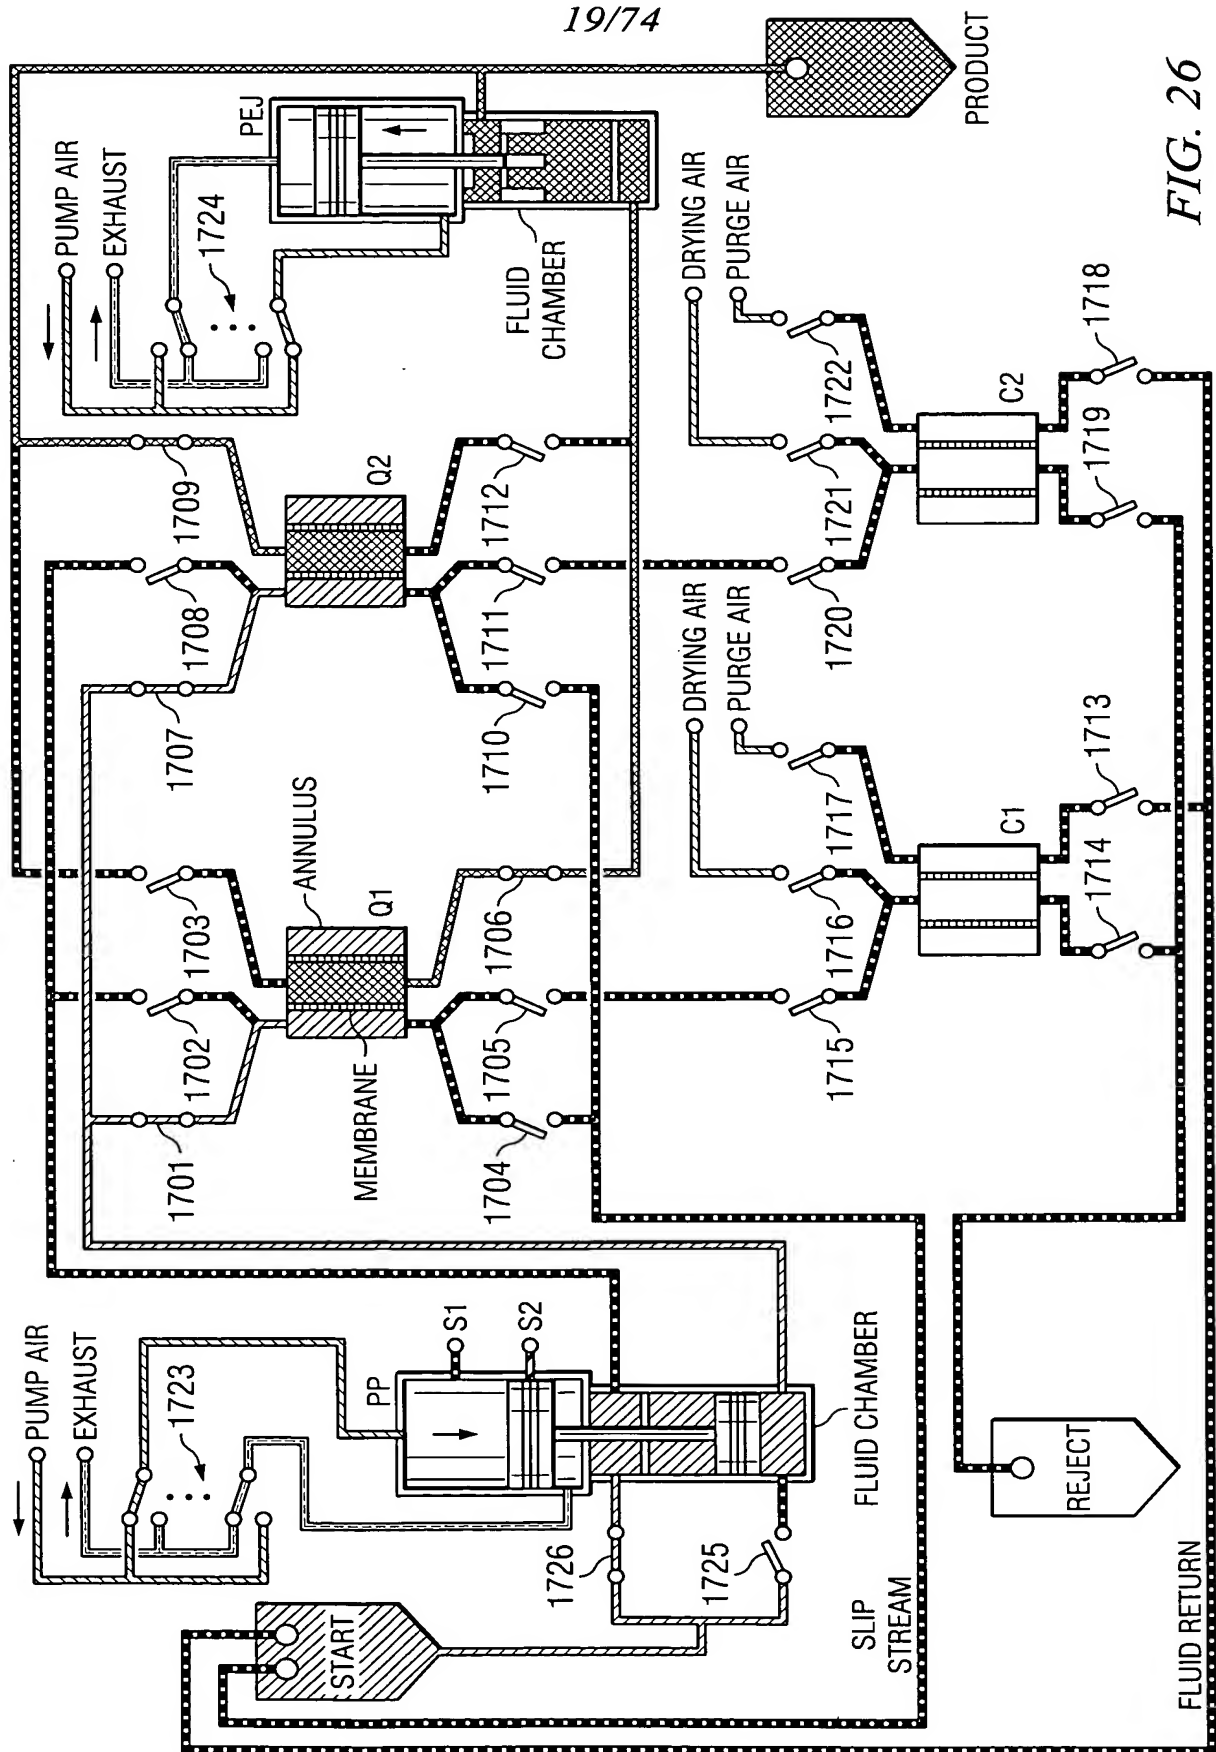 19/74
PUMP AIR
EXHAUST
1723
START
PP
S1
S2
1726
1725
FLUID CHAMBER
SLIP
STREAM
FLUID RETURN
REJECT
1701
1702
1703
ANNULUS
MEMBRANE
Q1
1704
1705
1706
1707
1708
1709
Q2
1710
1711
1712
PUMP AIR
EXHAUST
1724
PEJ
FLUID
CHAMBER
PRODUCT
DRYING AIR
PURGE AIR
1715
1716
1717
C1
1714
1713
DRYING AIR
PURGE AIR
1720
1721
1722
C2
1719
1718
FIG. 26